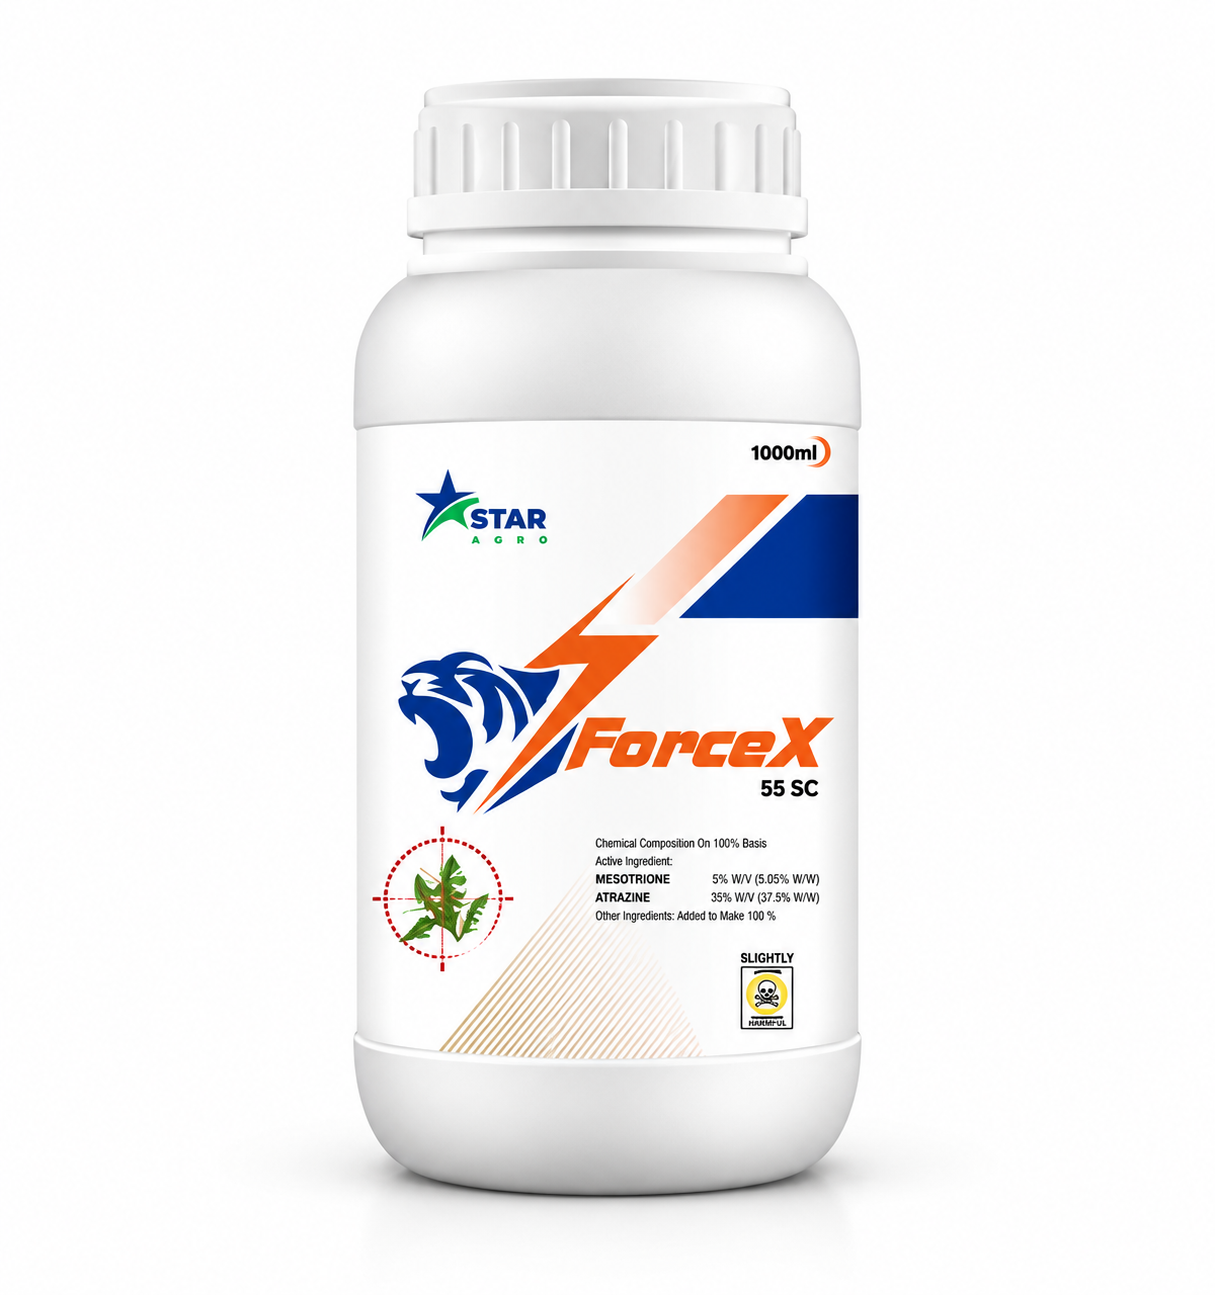 1000ml
STAR
AGRO
ForceX
55 SC
Chemical Composition On 100% Basis
Active Ingredient:
MESOTRIONE 5% W/V (5.05% W/W)
ATRAZINE 35% W/V (37.5% W/W)
Other Ingredients: Added to Make 100 %
SLIGHTLY
HARMFUL